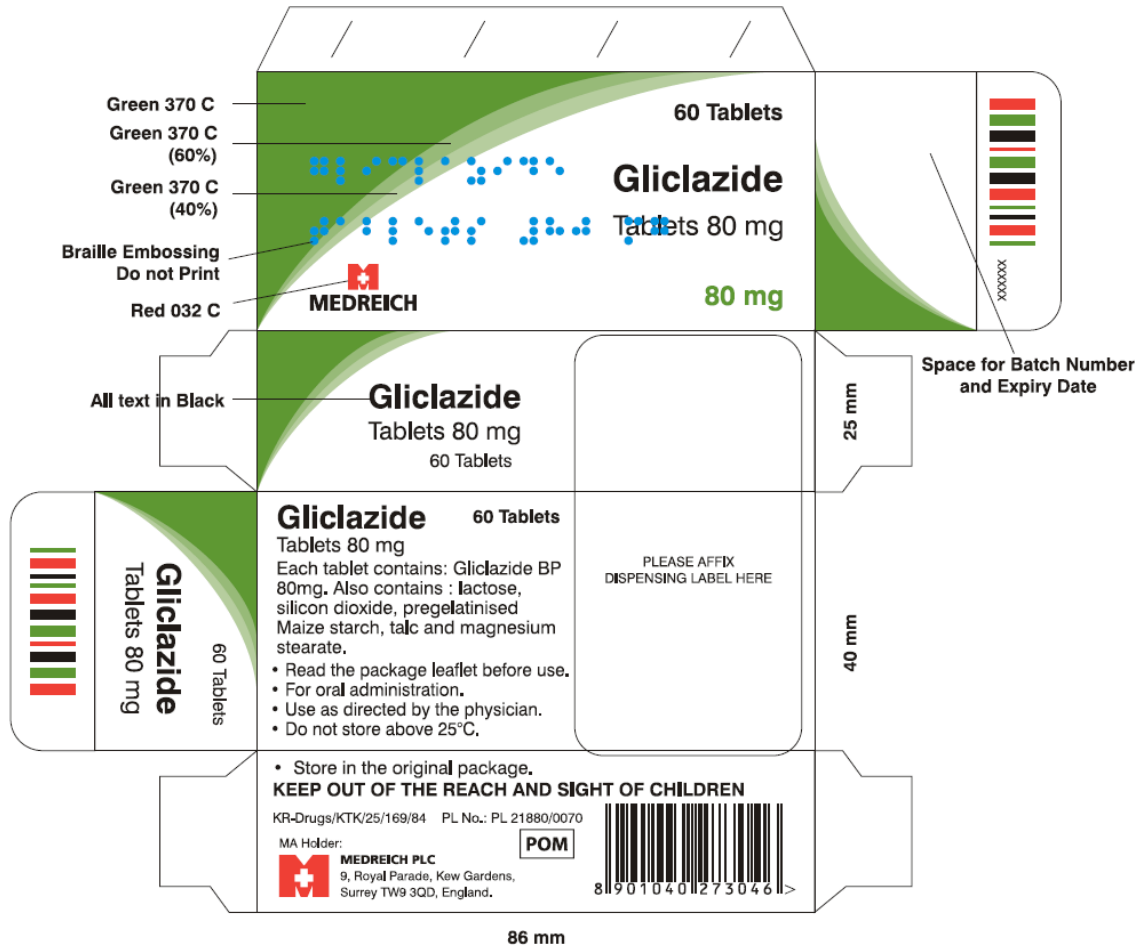 Green 370 C
Green 370 C
(60%)
Green 370 C
(40%)
Braille Embossing
Do not Print
Red 032 C
60 Tablets
Gliclazide
Tablets 80 mg
80 mg
MEDREICH
XXXXXX
Space for Batch Number
and Expiry Date
All text in Black
Gliclazide
Tablets 80 mg
60 Tablets
25 mm
Gliclazide
Tablets 80 mg
60 Tablets
Gliclazide 60 Tablets
Tablets 80 mg
Each tablet contains: Gliclazide BP
80mg. Also contains : lactose,
silicon dioxide, pregelatinised
Maize starch, talc and magnesium
stearate.
• Read the package leaflet before use.
• For oral administration.
• Use as directed by the physician.
• Do not store above 25°C.
PLEASE AFFIX
DISPENSING LABEL HERE
40 mm
• Store in the original package.
KEEP OUT OF THE REACH AND SIGHT OF CHILDREN
KR-Drugs/KTK/25/169/84 PL No.: PL 21880/0070
POM
MA Holder:
MEDREICH PLC
9, Royal Parade, Kew Gardens,
Surrey TW9 3QD, England.
8 901040 273046 >
86 mm